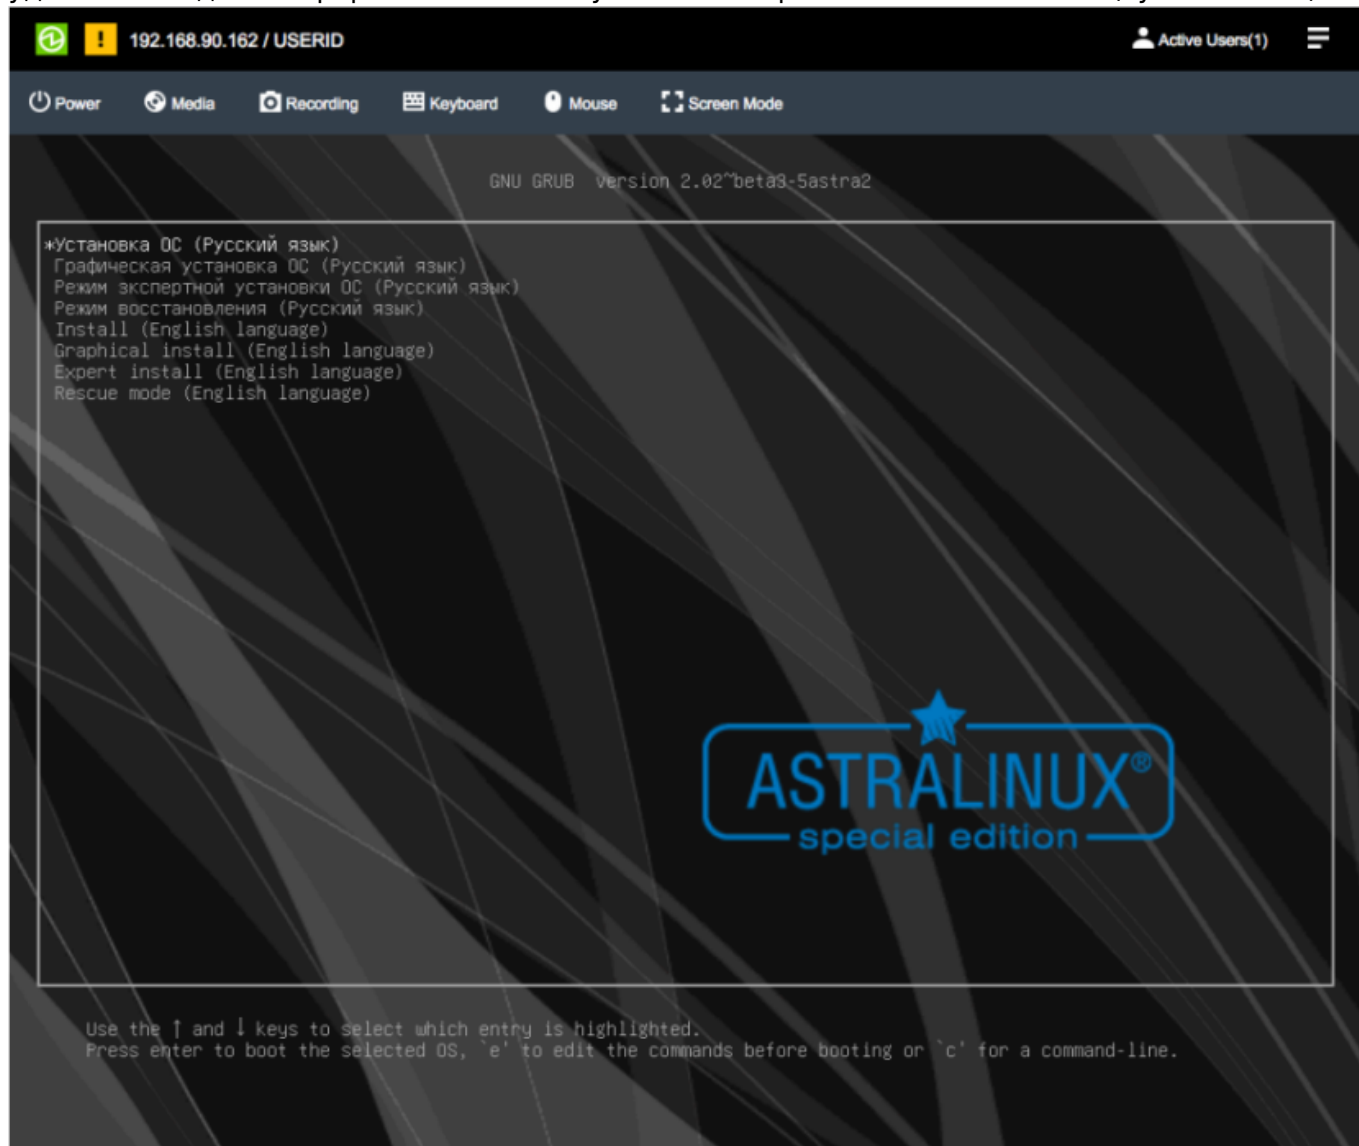 192.168.90.162 / USERID
Active Users(1)
Power Media Recording Keyboard Mouse Screen Mode
GNU GRUB version 2.02~beta3-5astra2
*Установка ОС (Русский язык)
Графическая установка ОС (Русский язык)
Режим экспертной установки ОС (Русский язык)
Режим восстановления (Русский язык)
Install (English language)
Graphical install (English language)
Expert install (English language)
Rescue mode (English language)
ASTRALINUX®
special edition
Use the ↑ and ↓ keys to select which entry is highlighted.
Press enter to boot the selected OS, `e' to edit the commands before booting or `c' for a command-line.